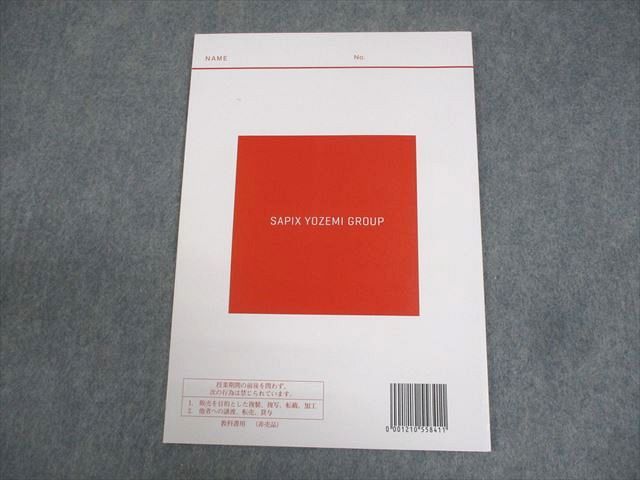 NAME No.
SAPIX YOZEMI GROUP
授業期間の前後を問わず、
次の行為は禁じられています。
1. 販売を目的とした複製、複写、転載、加工
2. 他者への譲渡、転売、貸与
教科書用 (非売品)
0 001210 558411